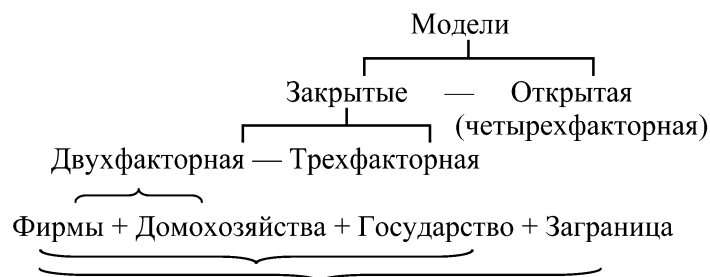 Модели
Закрытые — Открытая
(четырехфакторная)
Двухфакторная — Трехфакторная
Фирмы + Домохозяйства + Государство + Заграница